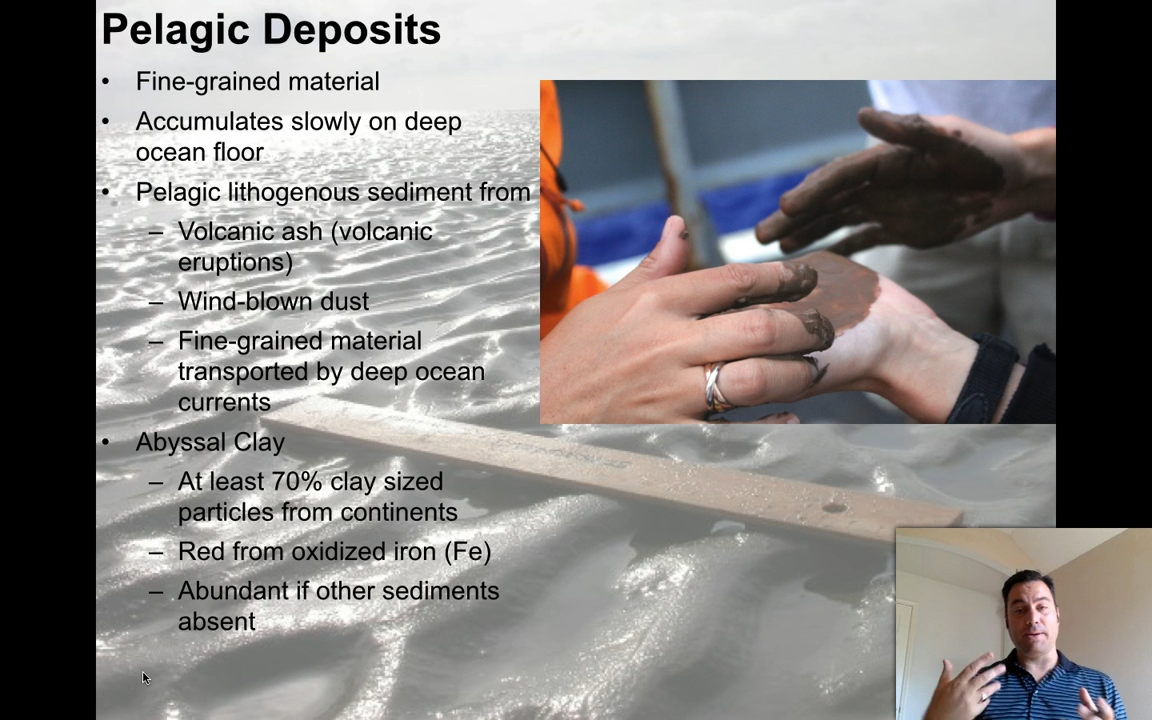 Pelagic Deposits
• Fine-grained material
• Accumulates slowly on deep
ocean floor
• Pelagic lithogenous sediment from
– Volcanic ash (volcanic
eruptions)
– Wind-blown dust
– Fine-grained material
transported by deep ocean
currents
• Abyssal Clay
– At least 70% clay sized
particles from continents
– Red from oxidized iron (Fe)
– Abundant if other sediments
absent